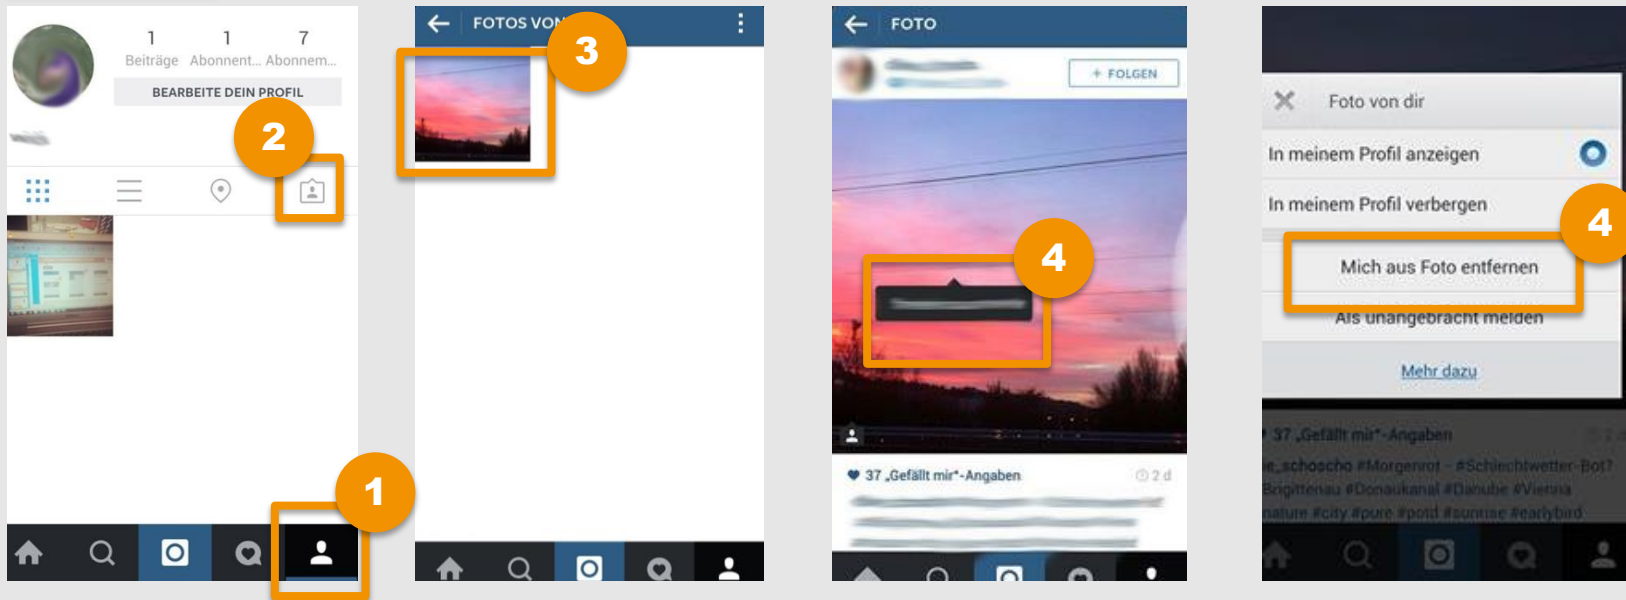 1 1 7
Beiträge Abonnent... Abonnem...
BEARBEITE DEIN PROFIL
2
1
FOTOS VON
3
FOTO
+ FOLGEN
4
37 „Gefällt mir“-Angaben
2 d
Foto von dir
In meinem Profil anzeigen
In meinem Profil verbergen
4
Mich aus Foto entfernen
Als unangebracht melden
Mehr dazu
37 „Gefällt mir“-Angaben 2 d
schoscho #Morgenrot - #Schlechtwetter-Bot?
Brigittenau #Donaukanal #Danube #Vienna
nature #city #pure #potd #sunrise #earlybird